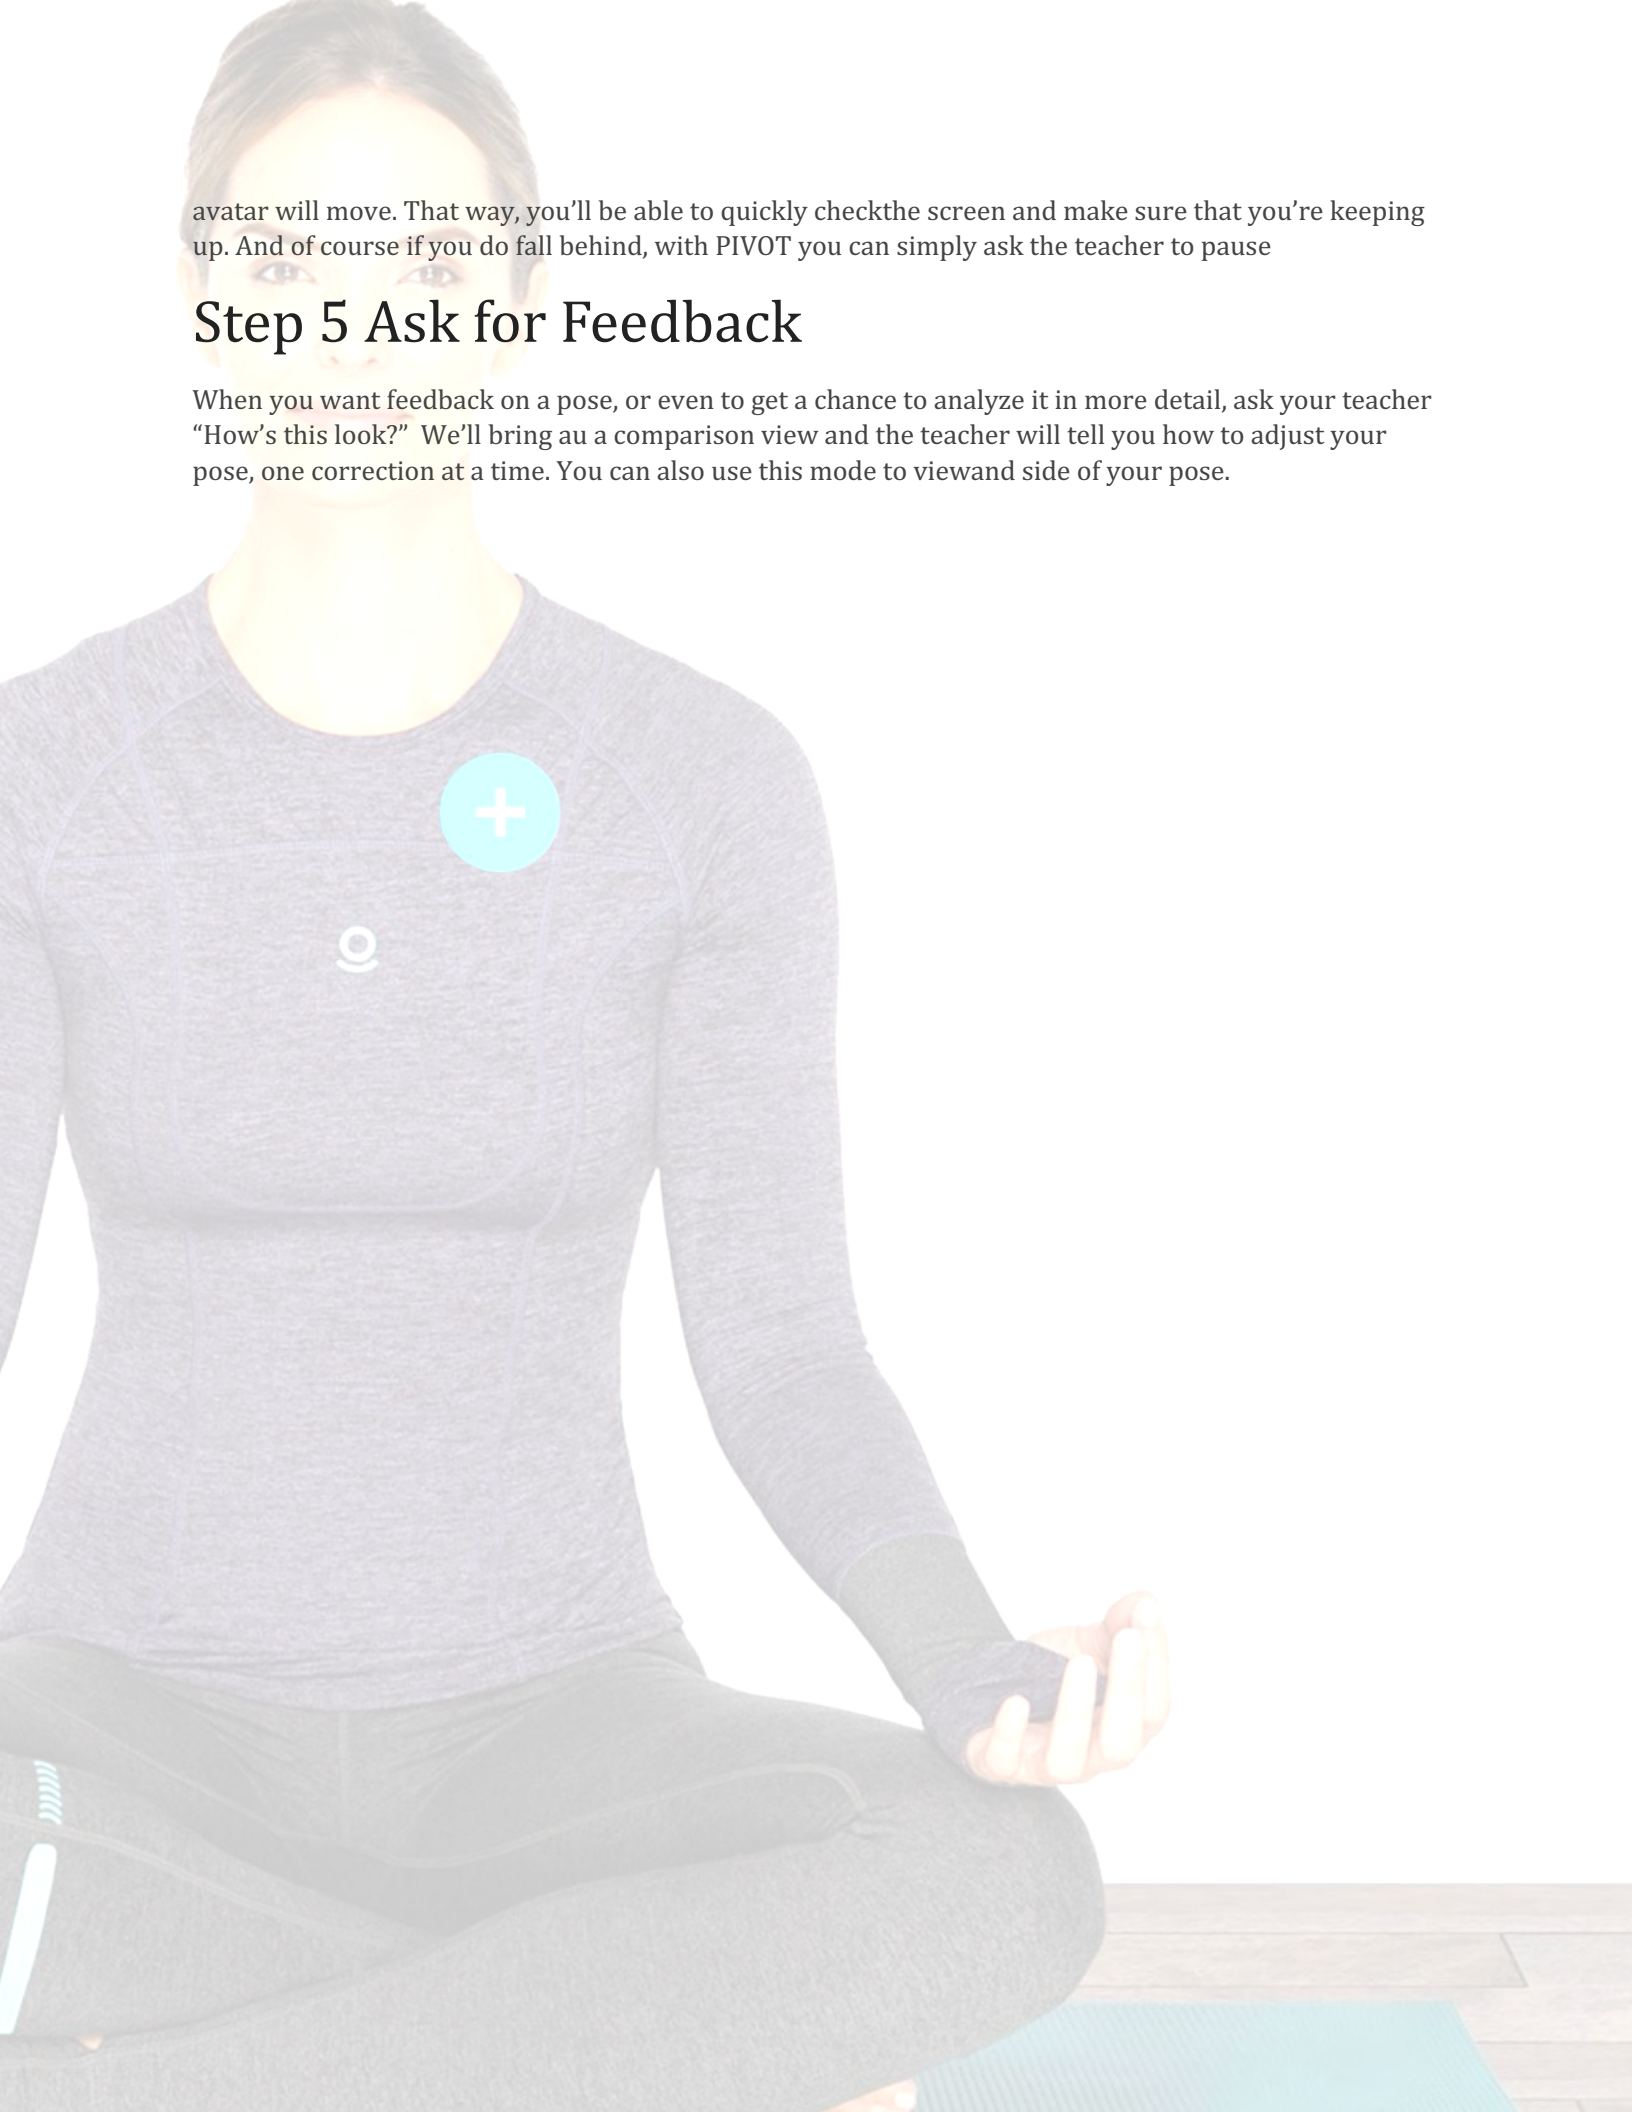 avatar will move. That way, you’ll be able to quickly checkthe screen and make sure that you’re keeping
up. And of course if you do fall behind, with PIVOT you can simply ask the teacher to pause
Step 5 Ask for Feedback
When you want feedback on a pose, or even to get a chance to analyze it in more detail, ask your teacher
“How’s this look?”  We’ll bring au a comparison view and the teacher will tell you how to adjust your
pose, one correction at a time. You can also use this mode to viewand side of your pose.